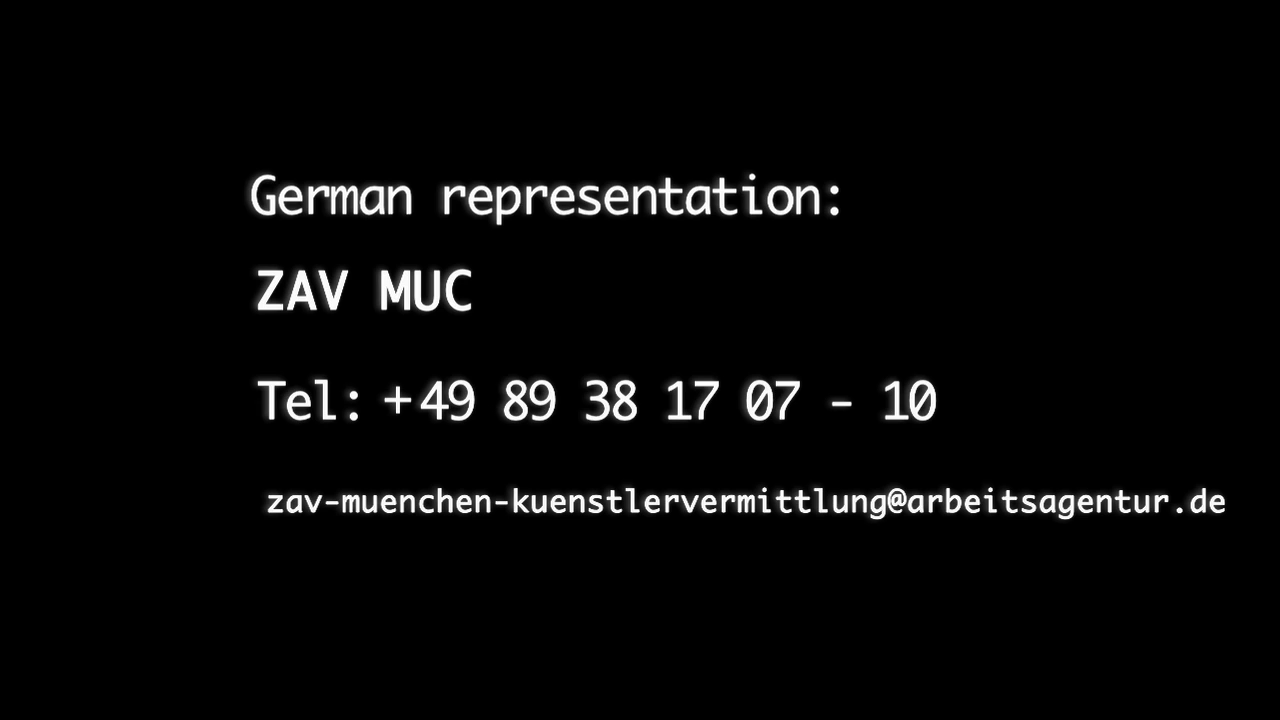 German representation:
ZAV MUC
Tel: +49 89 38 17 07 - 10
zav-muenchen-kuenstlervermittlung@arbeitsagentur.de